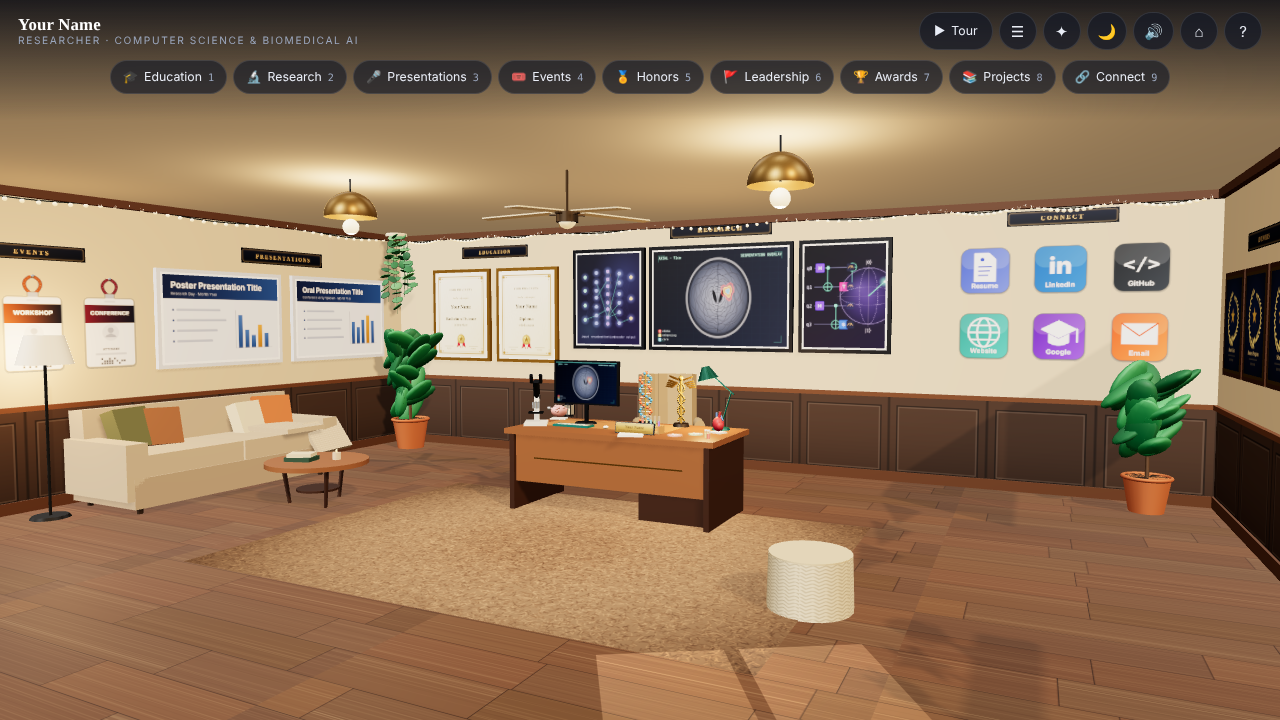 Your Name
RESEARCHER · COMPUTER SCIENCE & BIOMEDICAL AI
Tour
Education 1
Research 2
Presentations 3
Events 4
Honors 5
Leadership 6
Awards 7
Projects 8
Connect 9
?
EVENTS
PRESENTATIONS
EDUCATION
RESEARCH
CONNECT
WORKSHOP
CONFERENCE
Poster Presentation Title
Oral Presentation Title
Resume
in
LinkedIn
</>
GitHub
Website
Google
Email